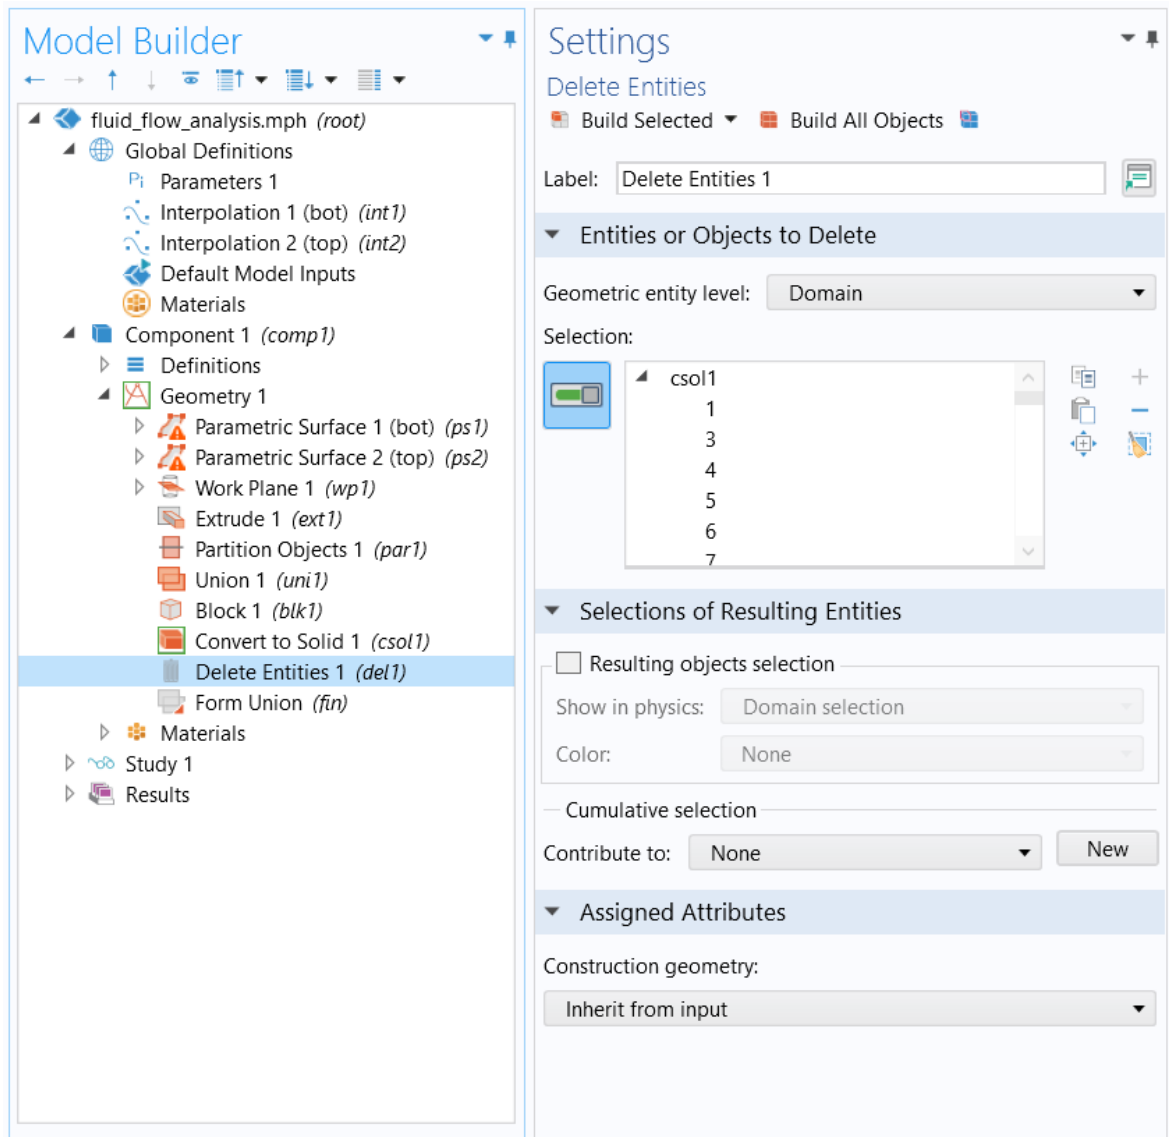 Model Builder
fluid_flow_analysis.mph (root)
Global Definitions
Pi Parameters 1
Interpolation 1 (bot) (int1)
Interpolation 2 (top) (int2)
Default Model Inputs
Materials
Component 1 (comp1)
Definitions
Geometry 1
Parametric Surface 1 (bot) (ps1)
Parametric Surface 2 (top) (ps2)
Work Plane 1 (wp1)
Extrude 1 (ext1)
Partition Objects 1 (par1)
Union 1 (uni1)
Block 1 (blk1)
Convert to Solid 1 (csol1)
Delete Entities 1 (del1)
Form Union (fin)
Materials
Study 1
Results
Settings
Delete Entities
Build Selected Build All Objects
Label: Delete Entities 1
Entities or Objects to Delete
Geometric entity level: Domain
Selection:
csol1
1
3
4
5
6
7
Selections of Resulting Entities
Resulting objects selection
Show in physics: Domain selection
Color: None
Cumulative selection
Contribute to: None New
Assigned Attributes
Construction geometry:
Inherit from input